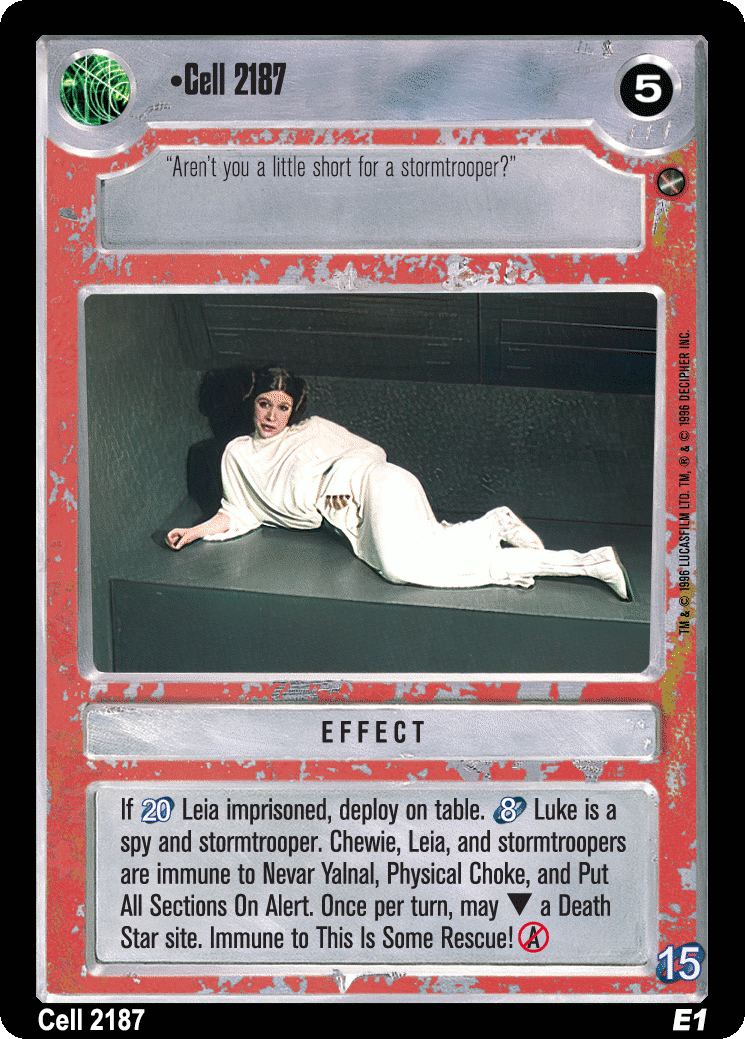 •Cell 2187
5
“Aren’t you a little short for a stormtrooper?”
TM & © 1996 LUCASFILM LTD. TM, ® & © 1996 DECIPHER INC.
EFFECT
If 20 Leia imprisoned, deploy on table. 8 Luke is a
spy and stormtrooper. Chewie, Leia, and stormtroopers
are immune to Nevar Yalnal, Physical Choke, and Put
All Sections On Alert. Once per turn, may ▼ a Death
Star site. Immune to This Is Some Rescue! A
15
Cell 2187
E1